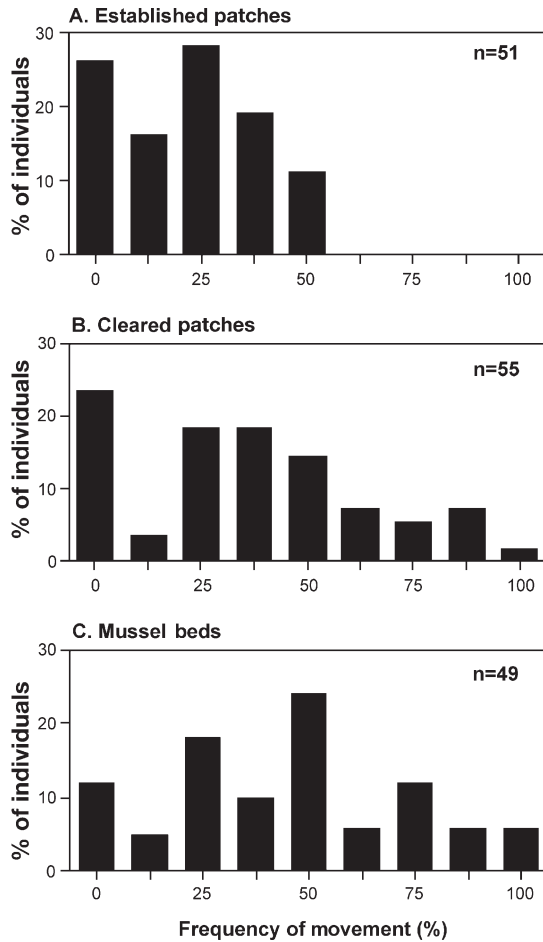 A. Established patches
n=51
% of individuals
30
20
10
0
0 25 50 75 100
B. Cleared patches
n=55
% of individuals
30
20
10
0
0 25 50 75 100
C. Mussel beds
n=49
% of individuals
30
20
10
0
0 25 50 75 100
Frequency of movement (%)